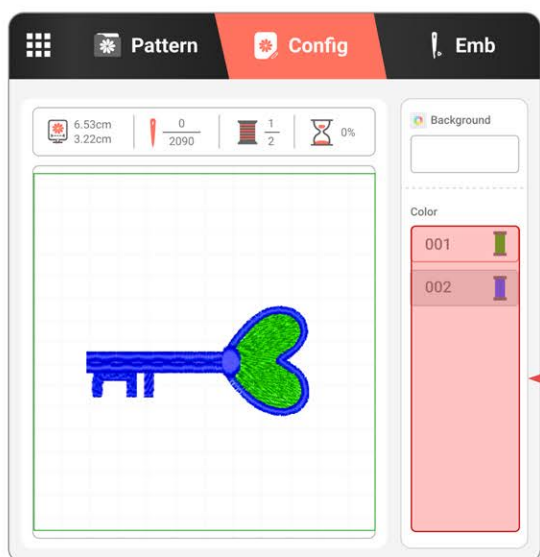 Pattern
Config
Emb
6.53cm
3.22cm
0
2090
1
2
0%
Background
Color
001
002